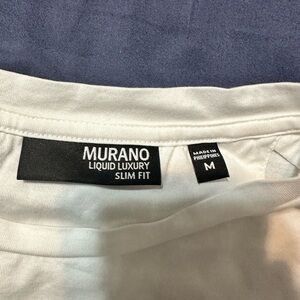 MURANO
LIQUID LUXURY
SLIM FIT
MADE IN
PHILIPPINES
M